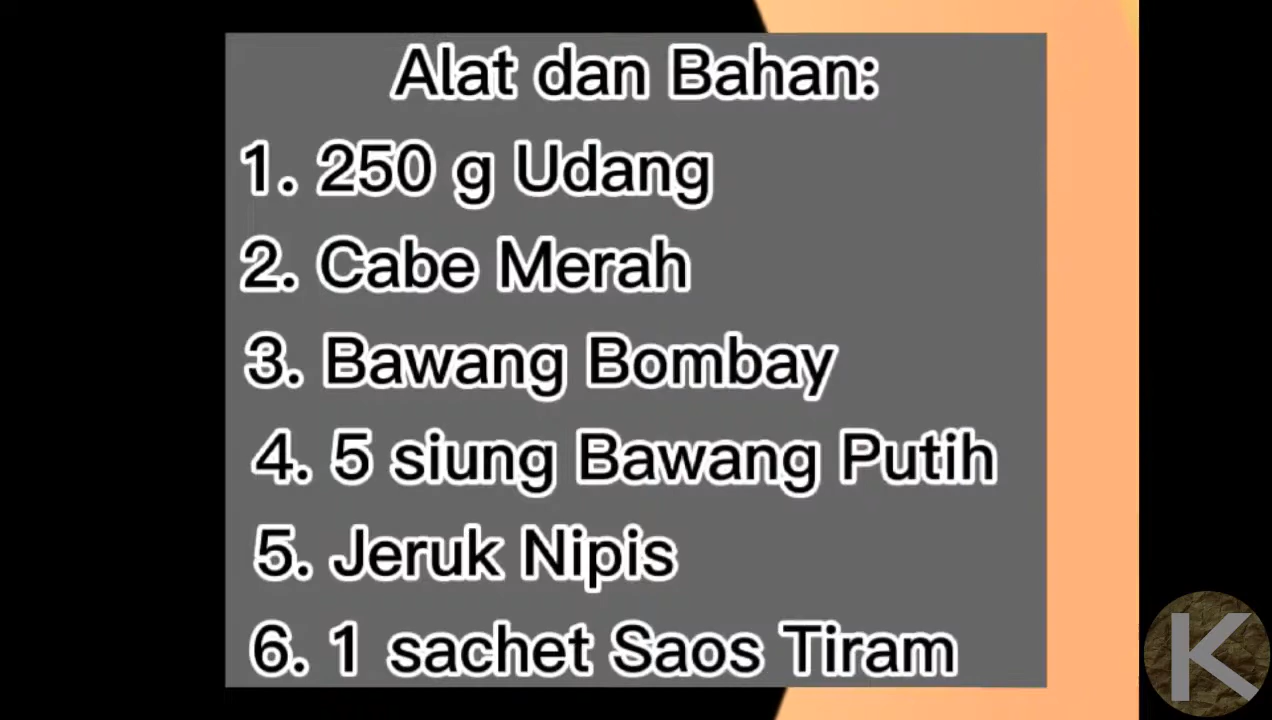 Alat dan Bahan:
1. 250 g Udang
2. Cabe Merah
3. Bawang Bombay
4. 5 siung Bawang Putih
5. Jeruk Nipis
6. 1 sachet Saos Tiram
K